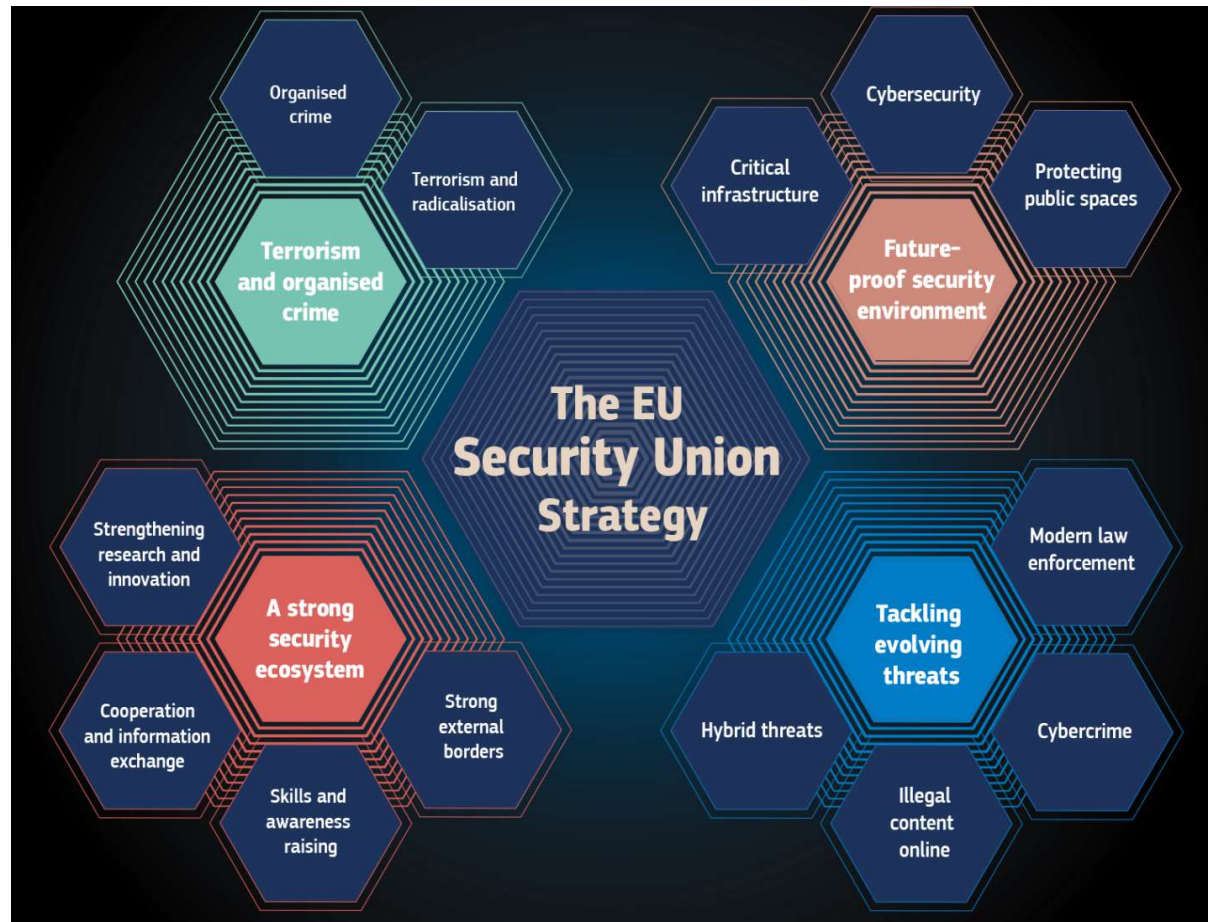 Organised
crime
Terrorism and
radicalisation
Terrorism
and organised
crime
Cybersecurity
Critical
infrastructure
Protecting
public spaces
Future-
proof security
environment
The EU
Security Union
Strategy
Strengthening
research and
innovation
A strong
security
ecosystem
Cooperation
and information
exchange
Skills and
awareness
raising
Strong
external
borders
Modern law
enforcement
Tackling
evolving
threats
Hybrid threats
Cybercrime
Illegal
content
online